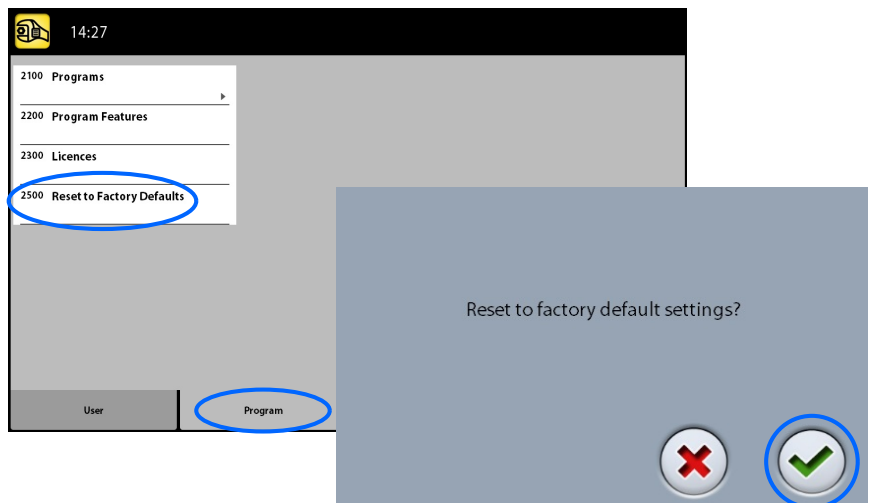 14:27
2100 Programs
2200 Program Features
2300 Licences
2500 Reset to Factory Defaults
User
Program
Reset to factory default settings?